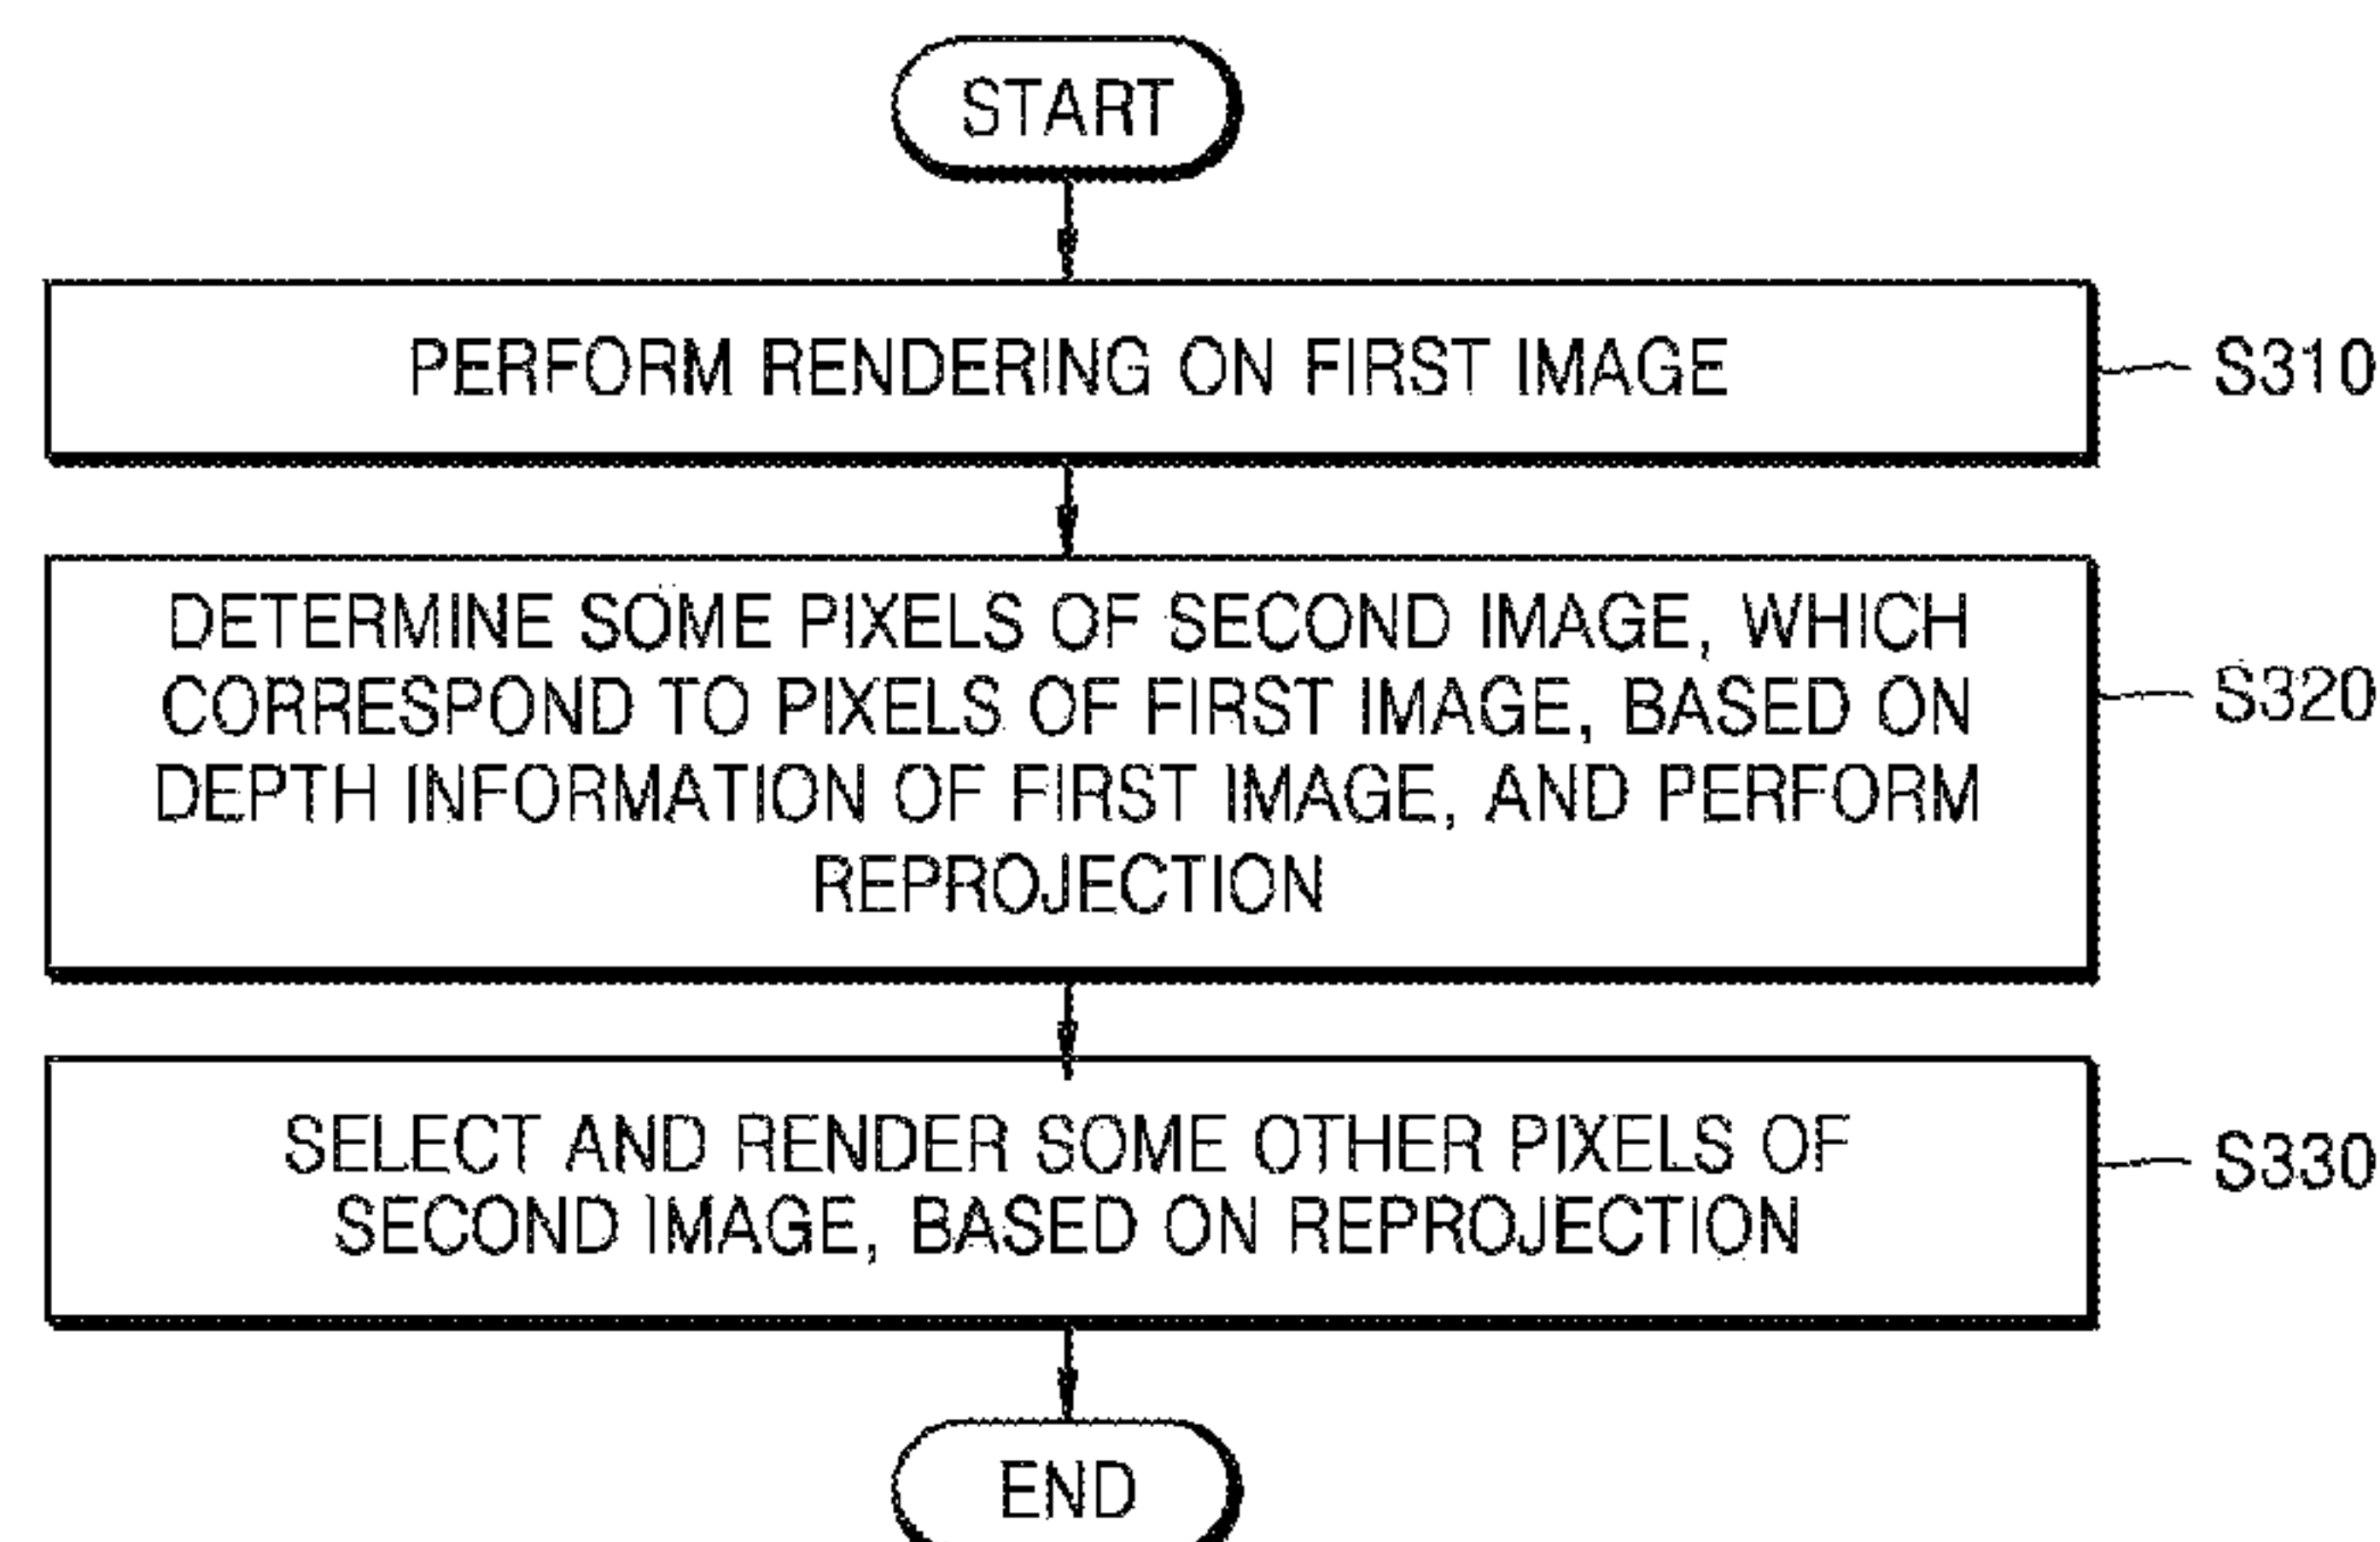 START
PERFORM RENDERING ON FIRST IMAGE
S310
DETERMINE SOME PIXELS OF SECOND IMAGE, WHICH
CORRESPOND TO PIXELS OF FIRST IMAGE, BASED ON
DEPTH INFORMATION OF FIRST IMAGE, AND PERFORM
REPROJECTION
S320
SELECT AND RENDER SOME OTHER PIXELS OF
SECOND IMAGE, BASED ON REPROJECTION
S330
END